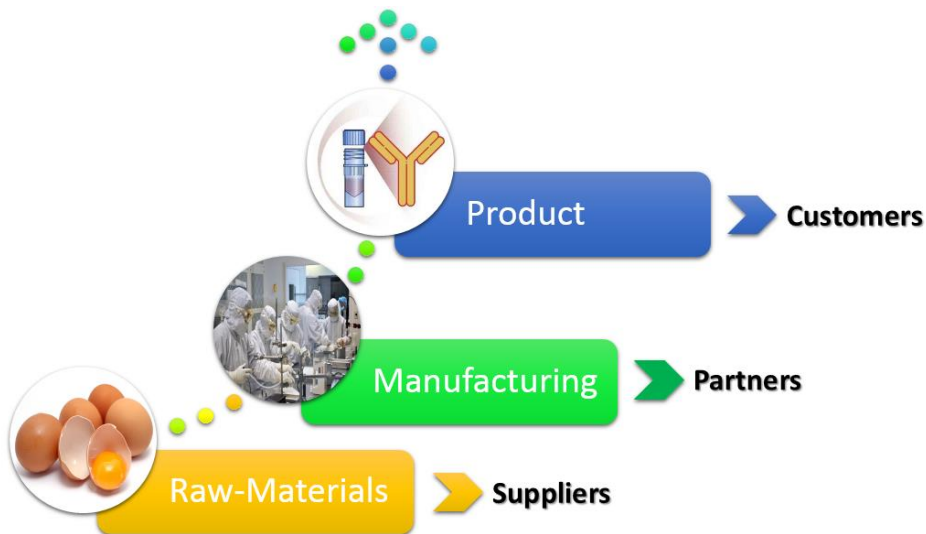 Product
Customers
Manufacturing
Partners
Raw-Materials
Suppliers